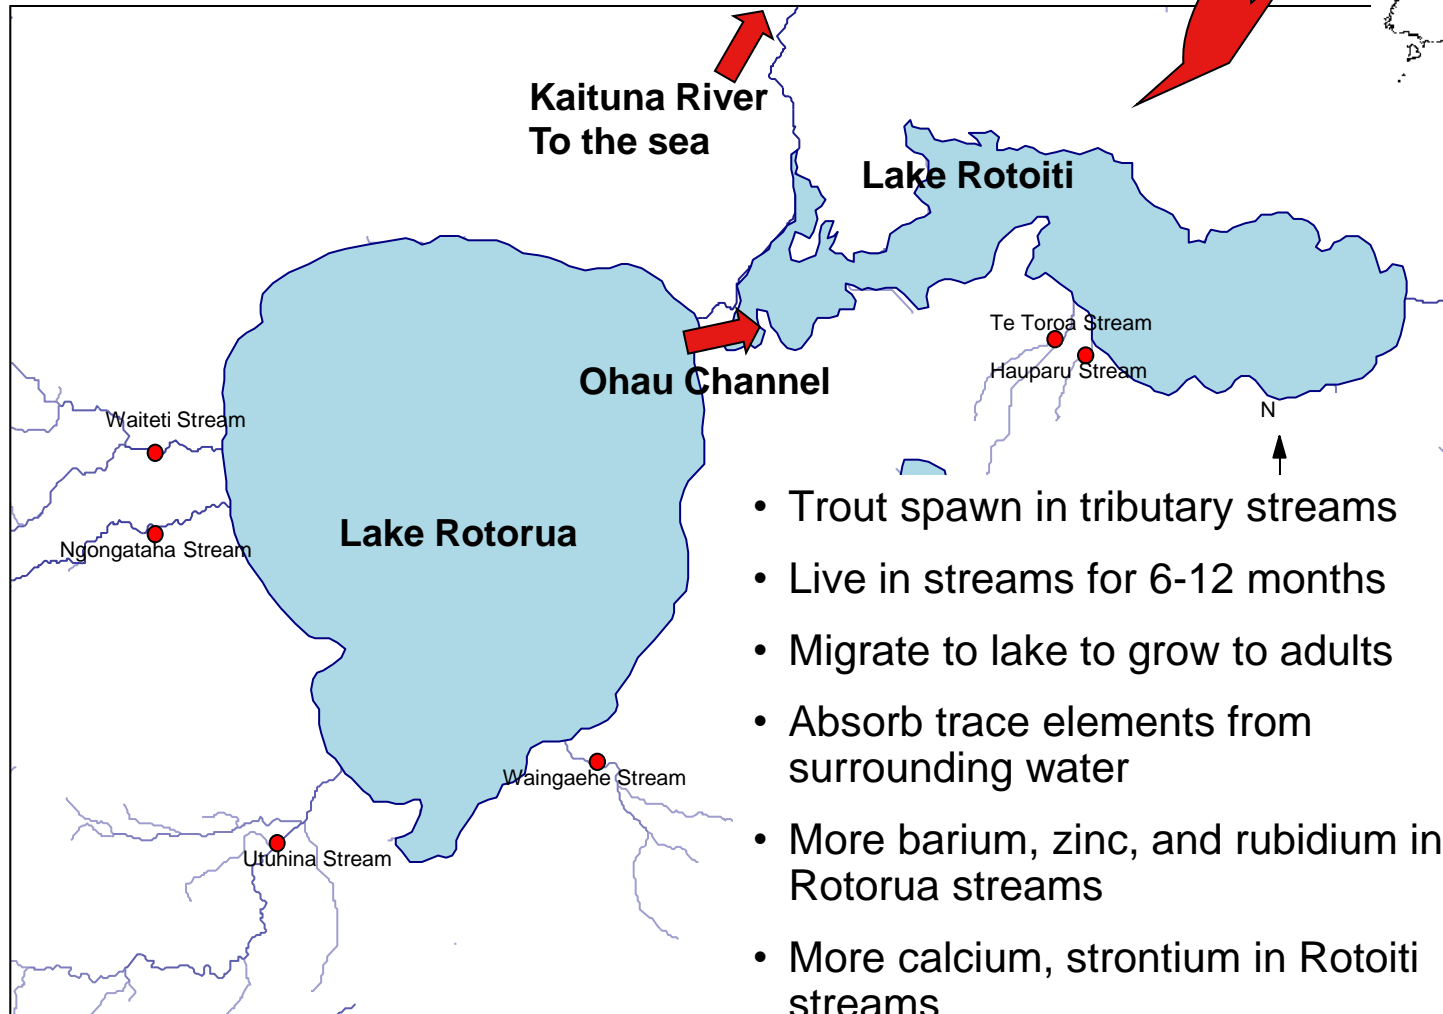 Kaituna River
To the sea
Lake Rotoiti
Te Toroa Stream
Hauparu Stream
Ohau Channel
N
Waiteti Stream
Ngongataha Stream
Lake Rotorua
Waingaehe Stream
Utuhina Stream
• Trout spawn in tributary streams
• Live in streams for 6-12 months
• Migrate to lake to grow to adults
• Absorb trace elements from
surrounding water
• More barium, zinc, and rubidium in
Rotorua streams
• More calcium, strontium in Rotoiti
streams